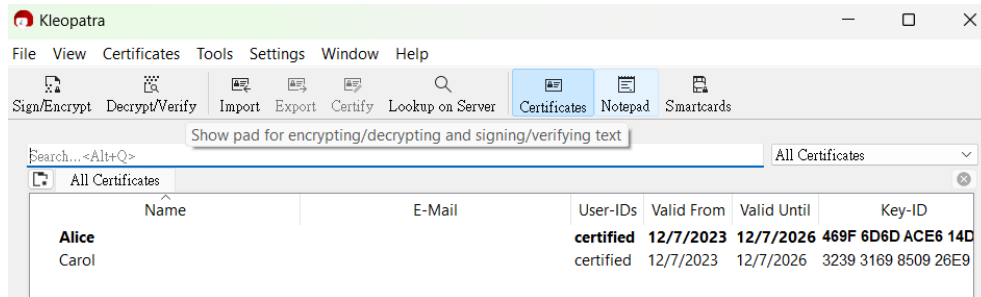 Kleopatra
File View Certificates Tools Settings Window Help
Sign/Encrypt Decrypt/Verify Import Export Certify Lookup on Server Certificates Notepad Smartcards
Show pad for encrypting/decrypting and signing/verifying text
Search...<Alt+Q> All Certificates
All Certificates
Name E-Mail User-IDs Valid From Valid Until Key-ID
Alice certified 12/7/2023 12/7/2026 469F 6D6D ACE6 14D
Carol certified 12/7/2023 12/7/2026 3239 3169 8509 26E9